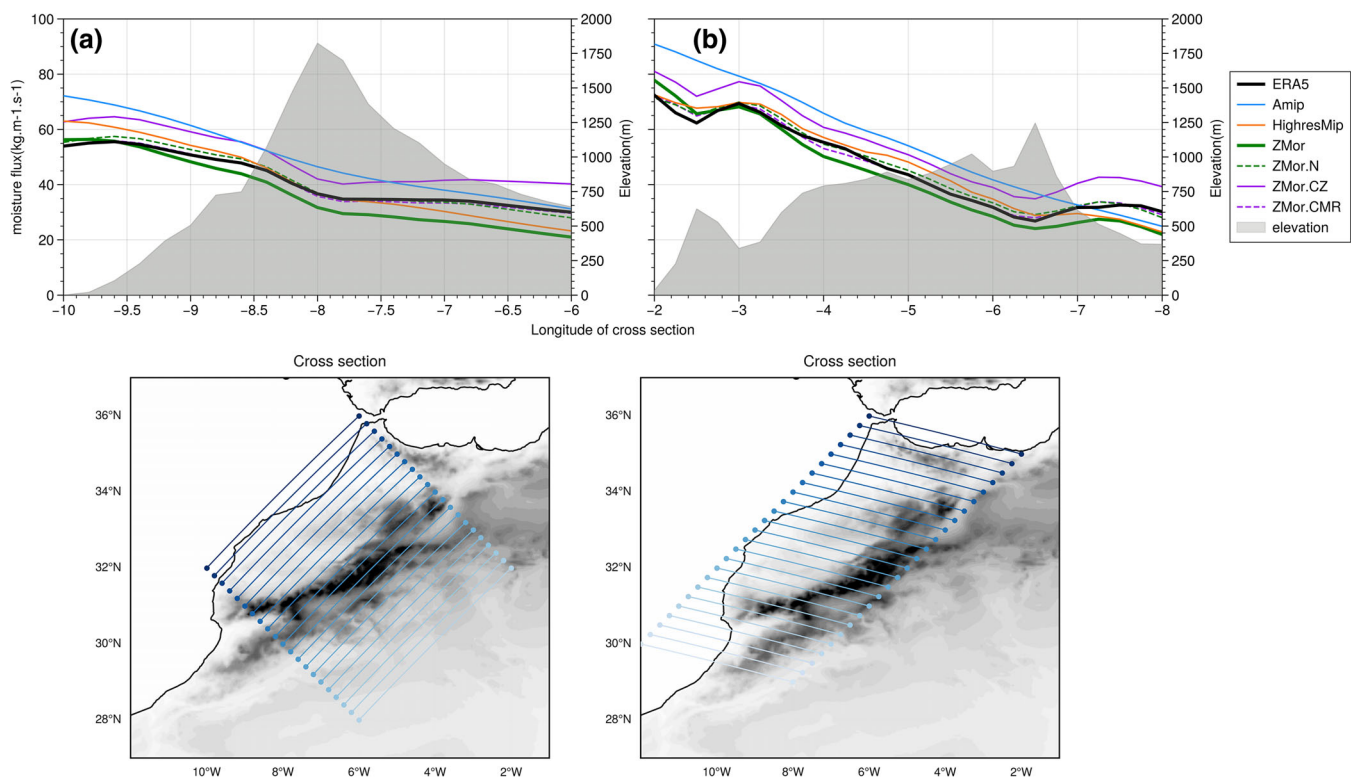 (a)
(b)
moisture flux(kg.m-1.s-1)
100
80
60
40
20
0
2000
1750
1500
1250
1000
750
500
250
0
Elevation(m)
-10
-9.5
-9
-8.5
-8
-7.5
-7
-6.5
-6
2000
1750
1500
1250
1000
750
500
250
0
Elevation(m)
-2
-3
-4
-5
-6
-7
-8
Longitude of cross section
ERA5
Amip
HighresMip
ZMor
ZMor.N
ZMor.CZ
ZMor.CMR
elevation
Cross section
36°N
34°N
32°N
30°N
28°N
10°W
8°W
6°W
4°W
2°W
Cross section
36°N
34°N
32°N
30°N
28°N
10°W
8°W
6°W
4°W
2°W